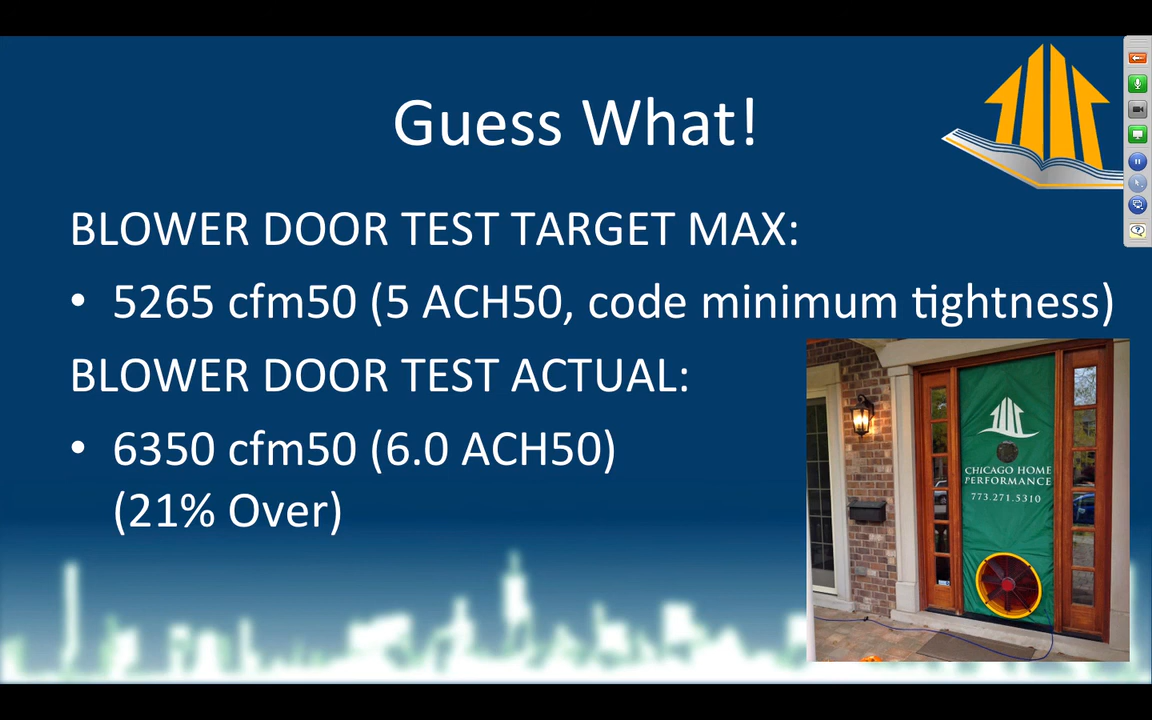 Guess What!
BLOWER DOOR TEST TARGET MAX:
• 5265 cfm50 (5 ACH50, code minimum tightness)
BLOWER DOOR TEST ACTUAL:
• 6350 cfm50 (6.0 ACH50)
(21% Over)
CHICAGO HOME
PERFORMANCE
773.271.5310